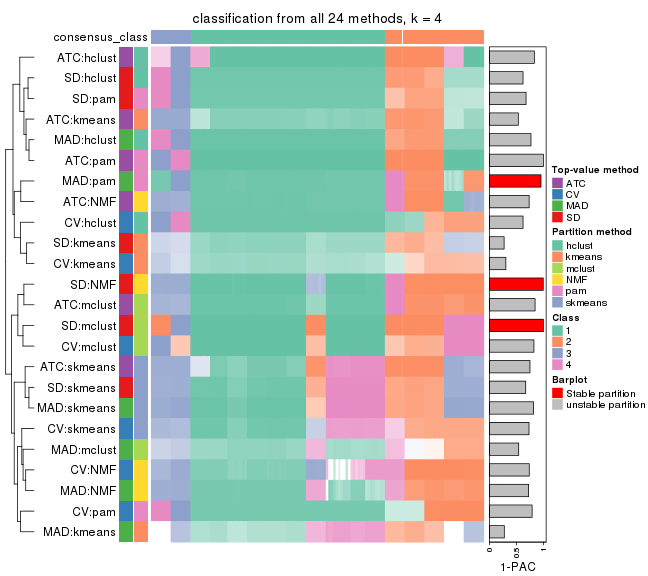 classification from all 24 methods, k = 4
consensus_class
ATC:hclust
SD:hclust
SD:pam
ATC:kmeans
MAD:hclust
ATC:pam
MAD:pam
ATC:NMF
CV:hclust
SD:kmeans
CV:kmeans
SD:NMF
ATC:mclust
SD:mclust
CV:mclust
ATC:skmeans
SD:skmeans
MAD:skmeans
CV:skmeans
MAD:mclust
CV:NMF
MAD:NMF
CV:pam
MAD:kmeans
0 0.5 1
1-PAC
Top-value method
ATC
CV
MAD
SD
Partition method
hclust
kmeans
mclust
NMF
pam
skmeans
Class
1
2
3
4
Barplot
Stable partition
unstable partition